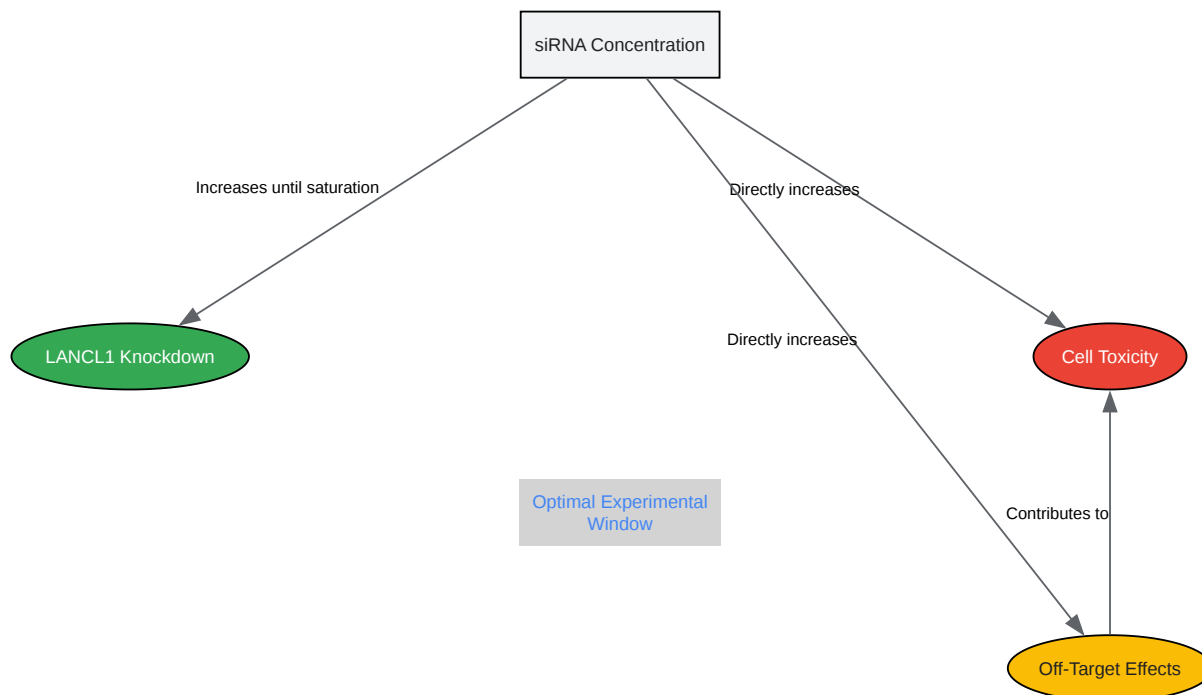 siRNA Concentration
Increases until saturation
Directly increases
Directly increases
LANCL1 Knockdown
Cell Toxicity
Optimal Experimental
Window
Contributes to
Off-Target Effects